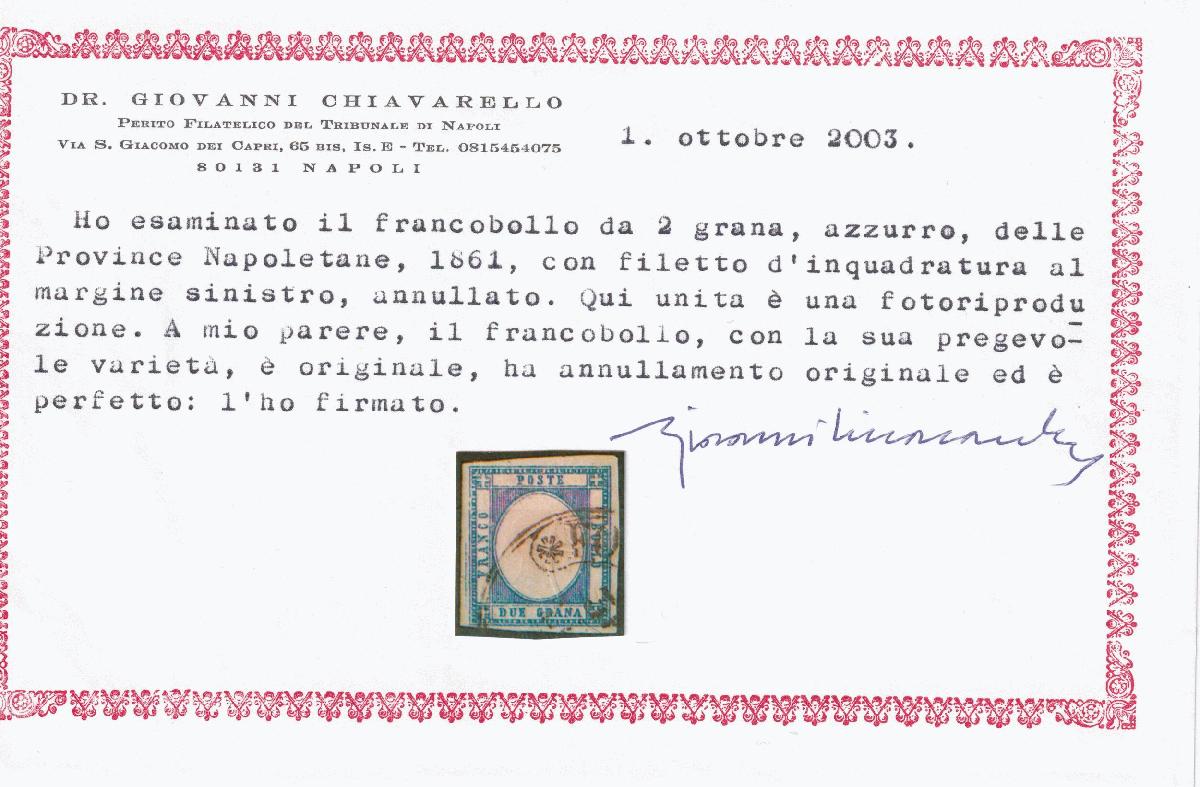 DR. GIOVANNI CHIAVARELLO
PERITO FILATELICO DEL TRIBUNALE DI NAPOLI
VIA S. GIACOMO DEI CAPRI, 65 BIS, IS. E - TEL. 0815454075
80131 NAPOLI
1. ottobre 2003.
Ho esaminato il francobollo da 2 grana, azzurro, delle
Province Napoletane, 1861, con filetto d'inquadratura al
margine sinistro, annullato. Qui unita è una fotoriprodu
zione. A mio parere, il francobollo, con la sua pregevo-
le varietà, è originale, ha annullamento originale ed è
perfetto: l'ho firmato.
POSTE
FRANCO
DUE GRANA